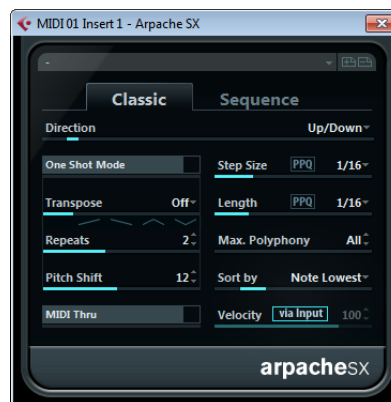 MIDI 01 Insert 1 - Arpache SX
-
Classic Sequence
Direction Up/Down
One Shot Mode Step Size PPQ 1/16
Transpose Off Length PPQ 1/16
Repeats 2 Max. Polyphony All
Pitch Shift 12 Sort by Note Lowest
MIDI Thru Velocity via Input 100
arpachesx